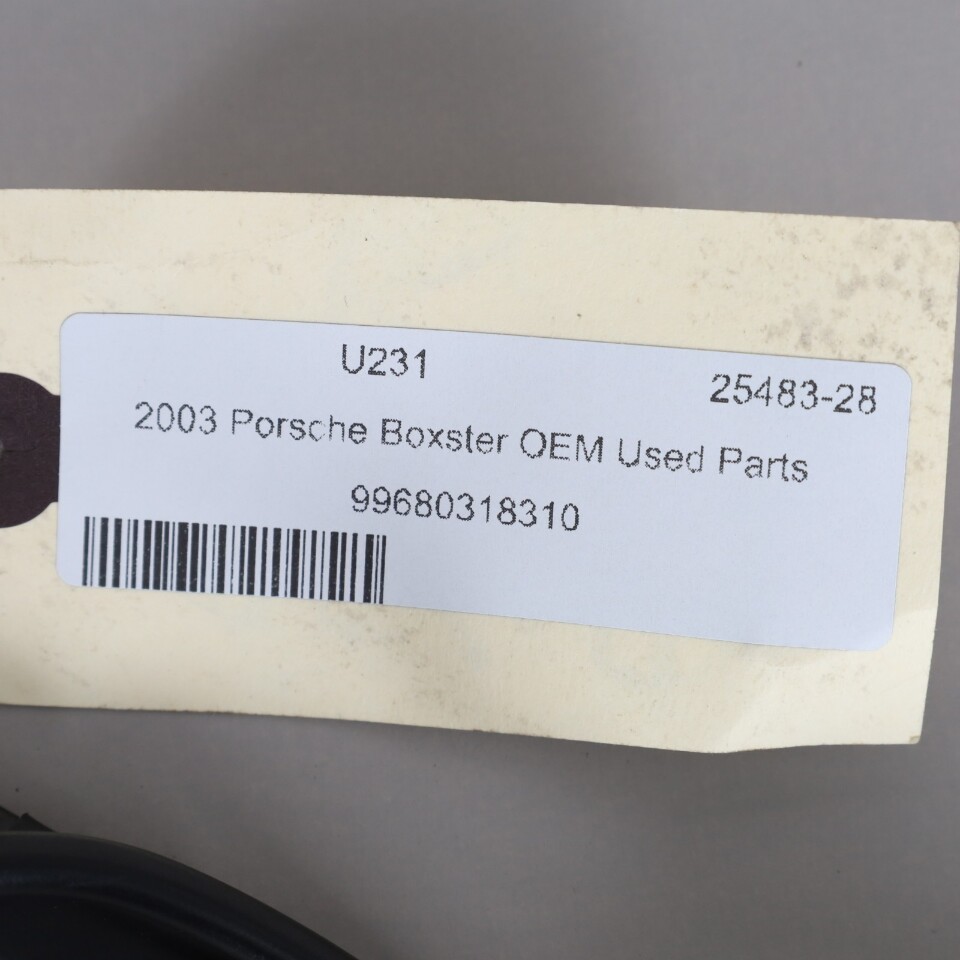 U231
25483-28
2003 Porsche Boxster OEM Used Parts
99680318310